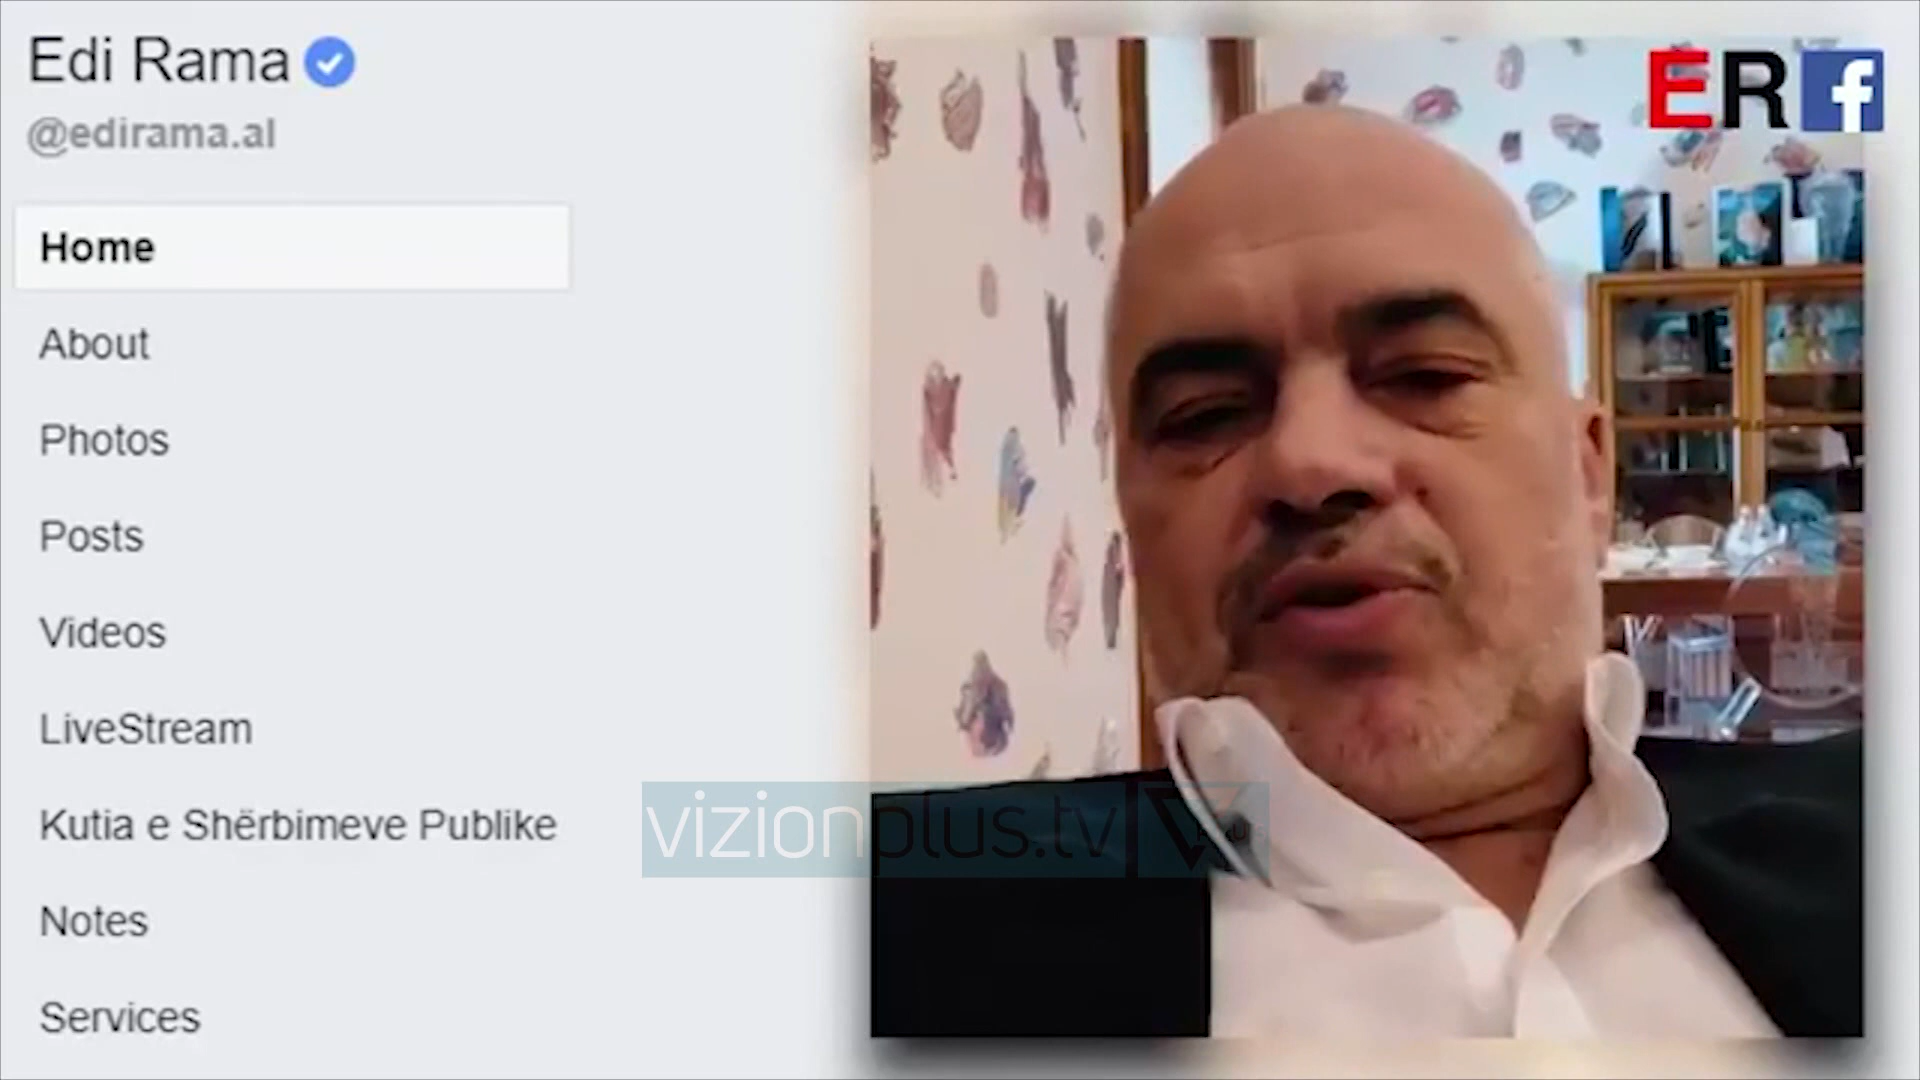 Edi Rama
@edirama.al
Home
About
Photos
Posts
Videos
LiveStream
Kutia e Shërbimeve Publike
Notes
Services
ER f
vizionplus.tv